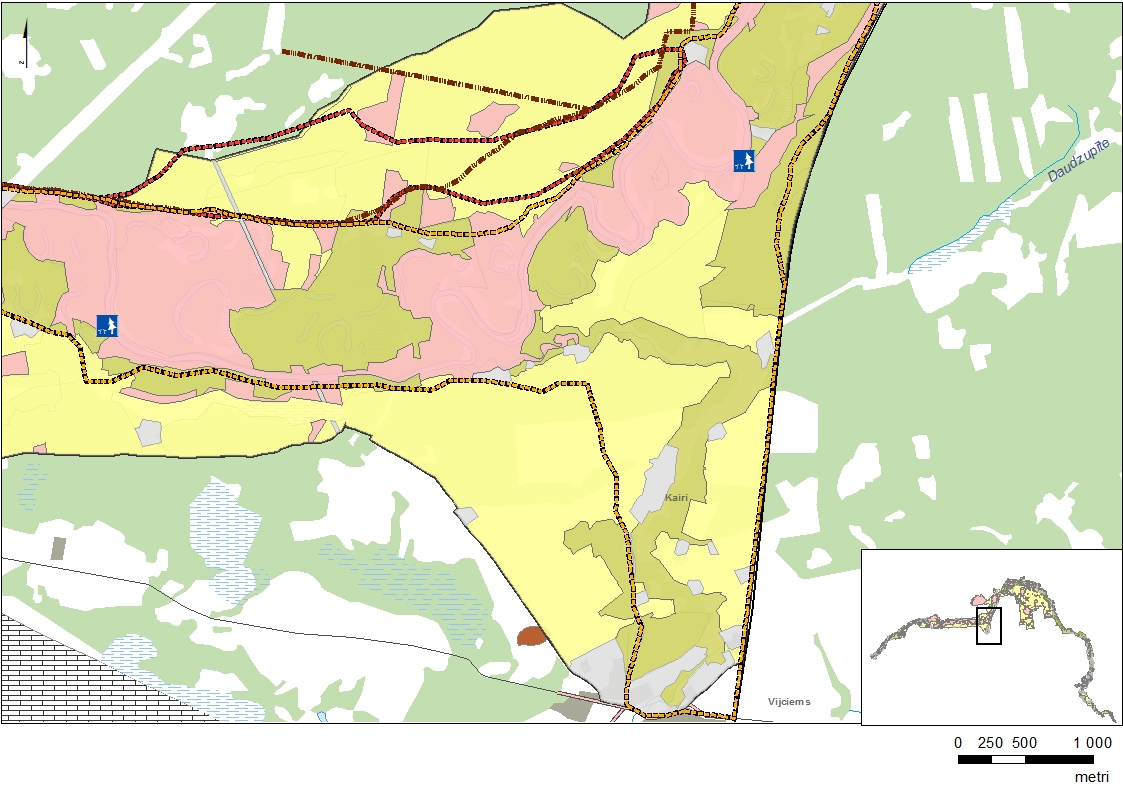 z
Daudzupīte
Kairi
Vijciems
0 250 500 1 000
metri